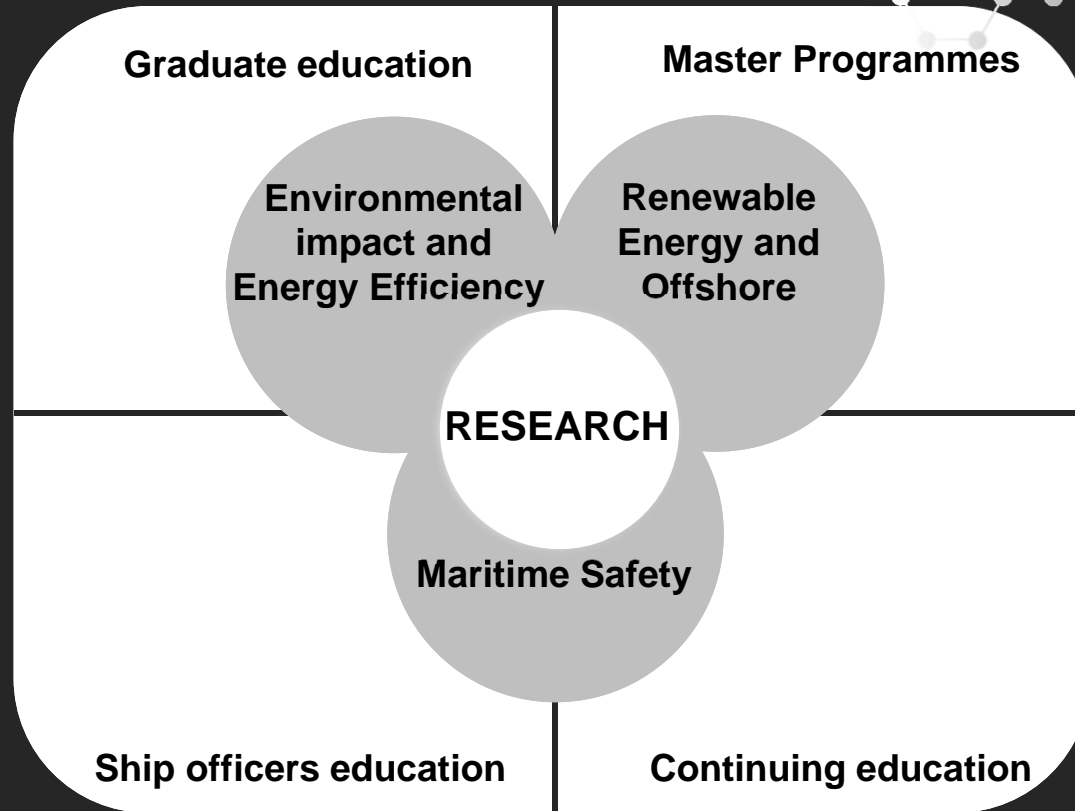 Graduate education
Master Programmes
Environmental
impact and
Energy Efficiency
Renewable
Energy and
Offshore
RESEARCH
Maritime Safety
Ship officers education
Continuing education